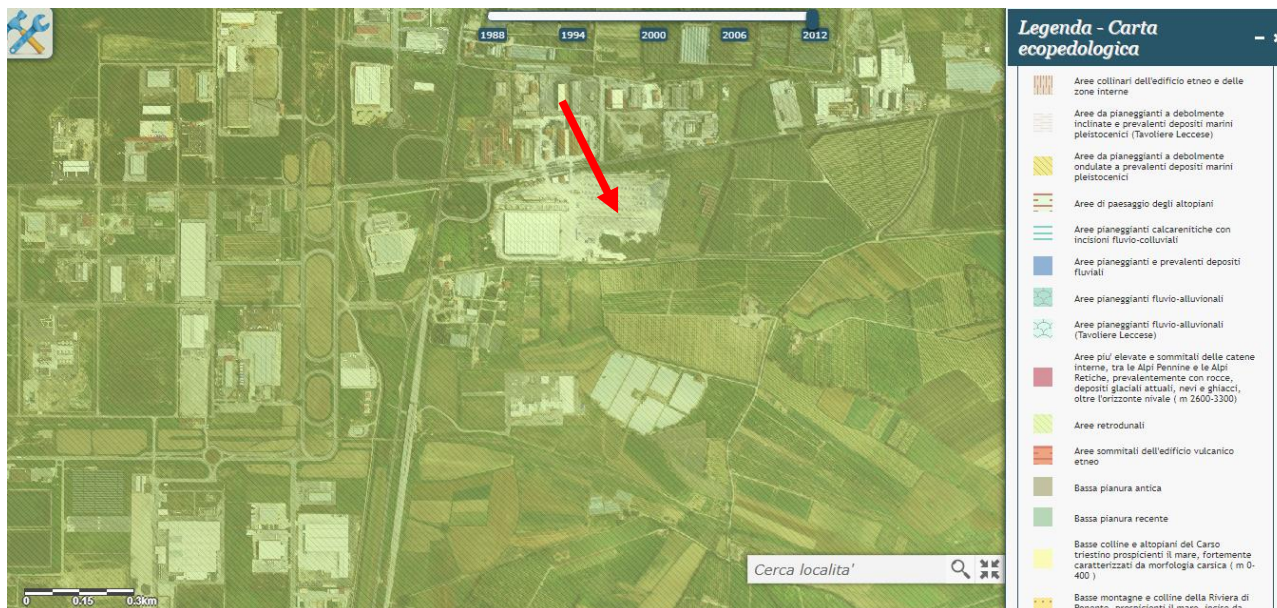 1988 1994 2000 2006 2012
Legenda - Carta
ecopedologica
Aree collinari dell'edificio etneo e delle
zone interne
Aree da pianeggianti a debolmente
inclinate e prevalenti depositi marini
pleistocenici (Tavoliere Leccese)
Aree da pianeggianti a debolmente
ondulate a prevalenti depositi marini
pleistocenici
Aree di paesaggio degli altopiani
Aree pianeggianti calcarenitiche con
incisioni fluvio-colluviali
Aree pianeggianti e prevalenti depositi
fluviali
Aree pianeggianti fluvio-alluvionali
Aree pianeggianti fluvio-alluvionali
(Tavoliere Leccese)
Aree piu' elevate e sommitali delle catene
interne, tra le Alpi Pennine e le Alpi
Retiche, prevalentemente con rocce,
depositi glaciali attuali, nevi e ghiacci,
oltre l'orizzonte nivale ( m 2600-3300)
Aree retrodunali
Aree sommitali dell'edificio vulcanico
etneo
Bassa pianura antica
Bassa pianura recente
Basse colline e altopiani del Carso
triestino prospicienti il mare, fortemente
caratterizzati da morfologia carsica ( m 0-
400 )
Basse montagne e colline della Riviera di
Ponente, prospicienti il mare, incise da
Cerca localita'
0 0.15 0.3km